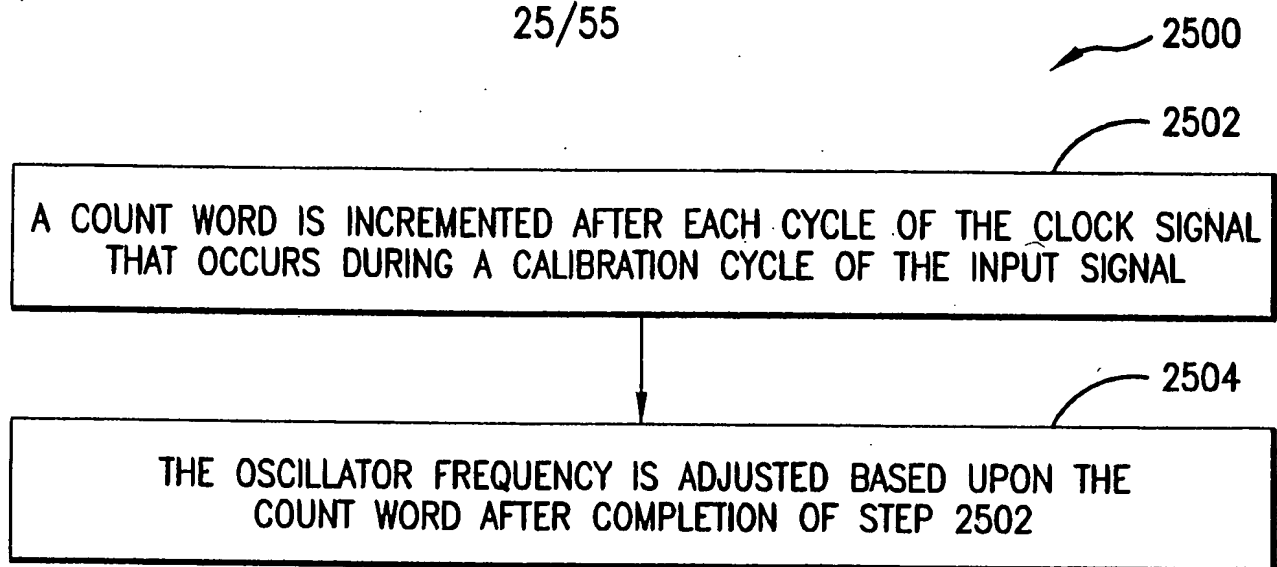 25/55
2500
2502
A COUNT WORD IS INCREMENTED AFTER EACH CYCLE OF THE CLOCK SIGNAL
THAT OCCURS DURING A CALIBRATION CYCLE OF THE INPUT SIGNAL
2504
THE OSCILLATOR FREQUENCY IS ADJUSTED BASED UPON THE
COUNT WORD AFTER COMPLETION OF STEP 2502